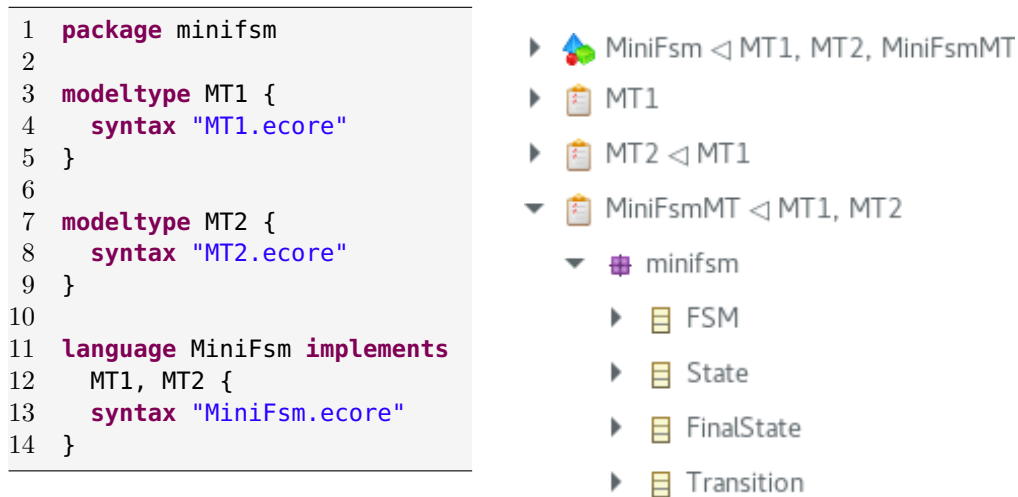 1 package minifsm
2
3 modeltype MT1 {
4   syntax "MT1.ecore"
5 }
6
7 modeltype MT2 {
8   syntax "MT2.ecore"
9 }
10
11 language MiniFsm implements
12   MT1, MT2 {
13   syntax "MiniFsm.ecore"
14 }
MiniFsm ◁ MT1, MT2, MiniFsmMT
MT1
MT2 ◁ MT1
MiniFsmMT ◁ MT1, MT2
minifsm
FSM
State
FinalState
Transition